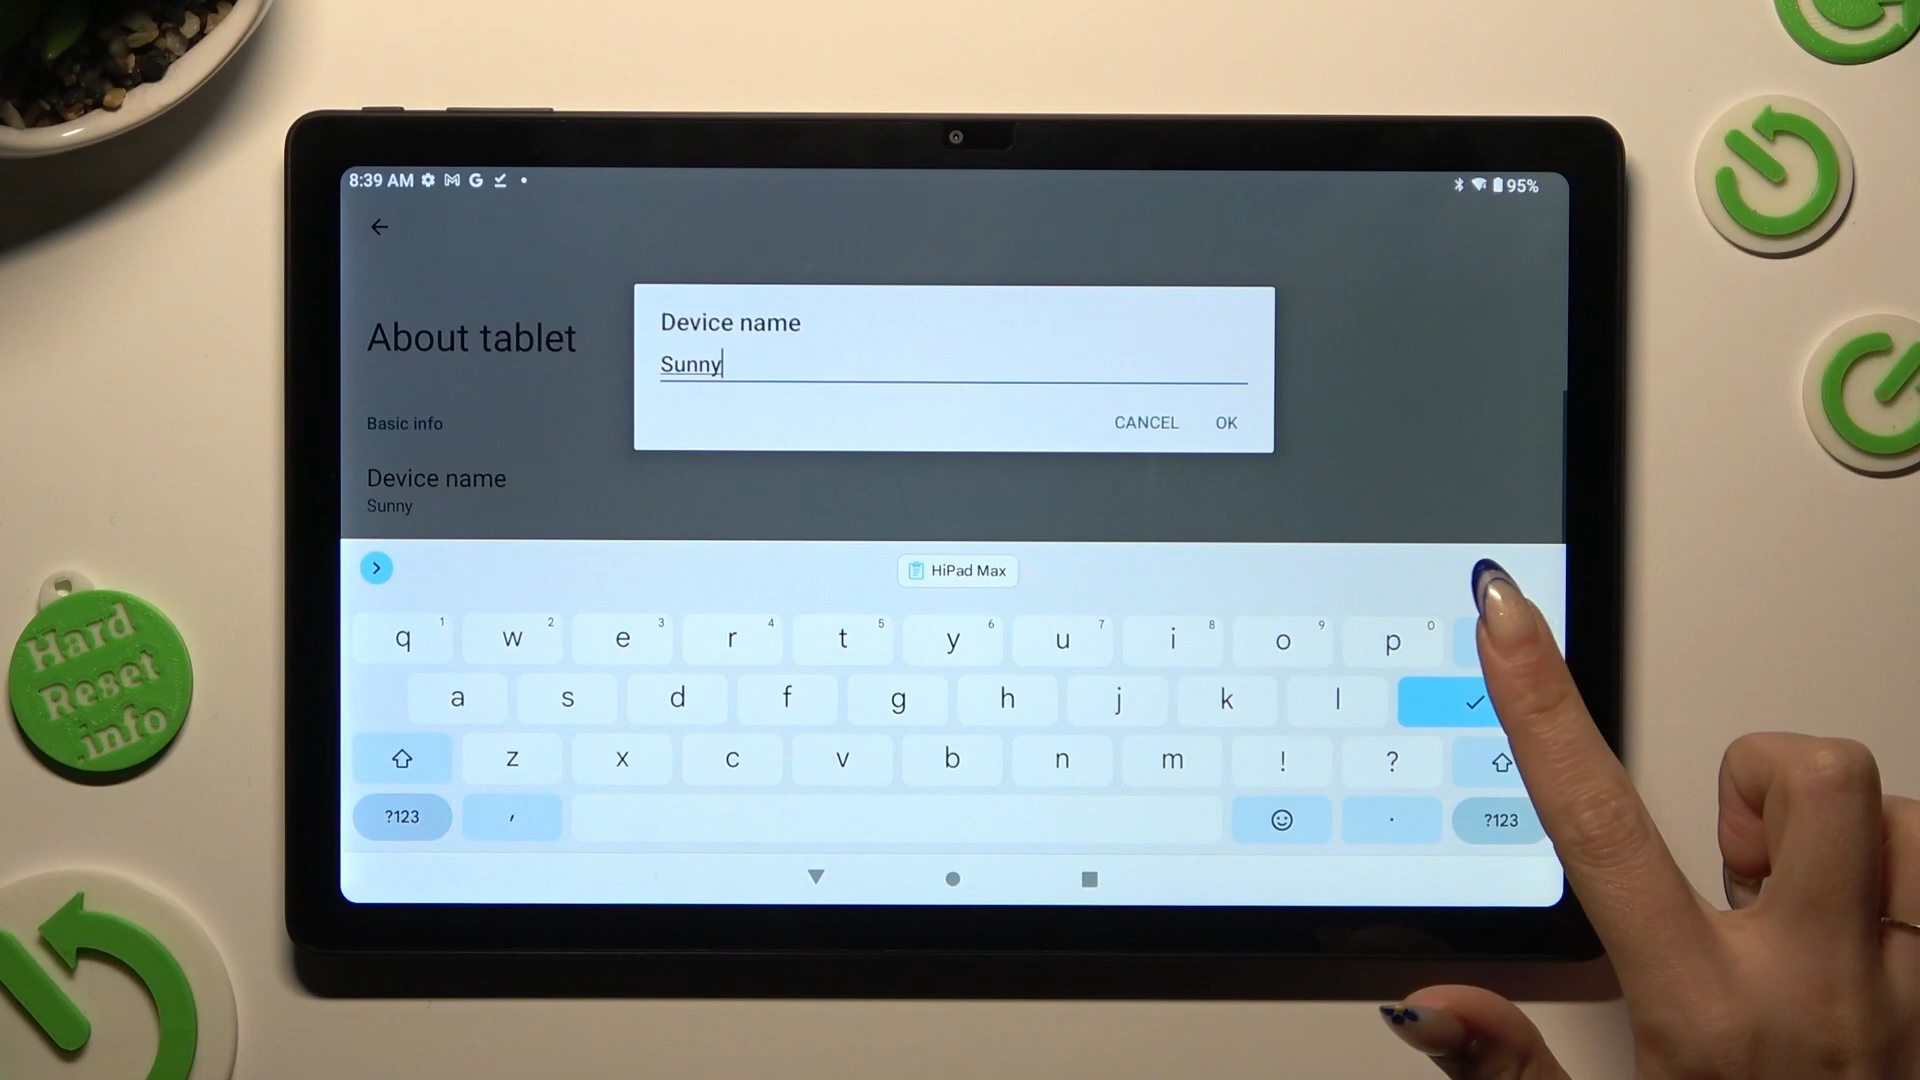 8:39 AM
95%
About tablet
Basic info
Device name
Sunny
Device name
Sunny
CANCEL OK
HiPad Max
q 1 w 2 e 3 r 4 t 5 y 6 u 7 i 8 o 9 p 0
a s d f g h j k l
z x c v b n m ! ?
?123 , . ?123
Hard
Reset
.info